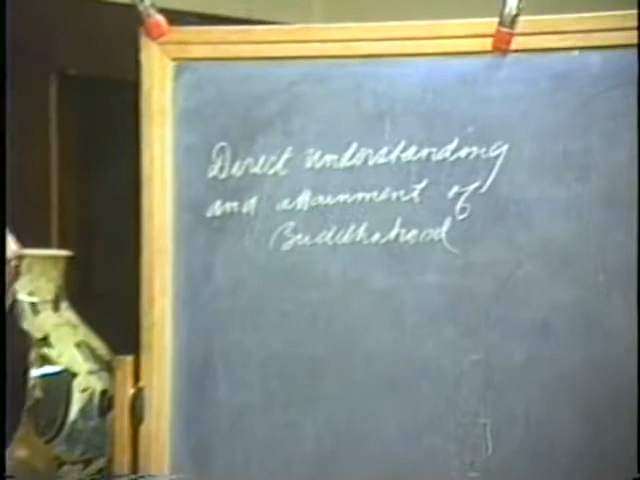 Direct understanding
and attainment of
Buddhahood